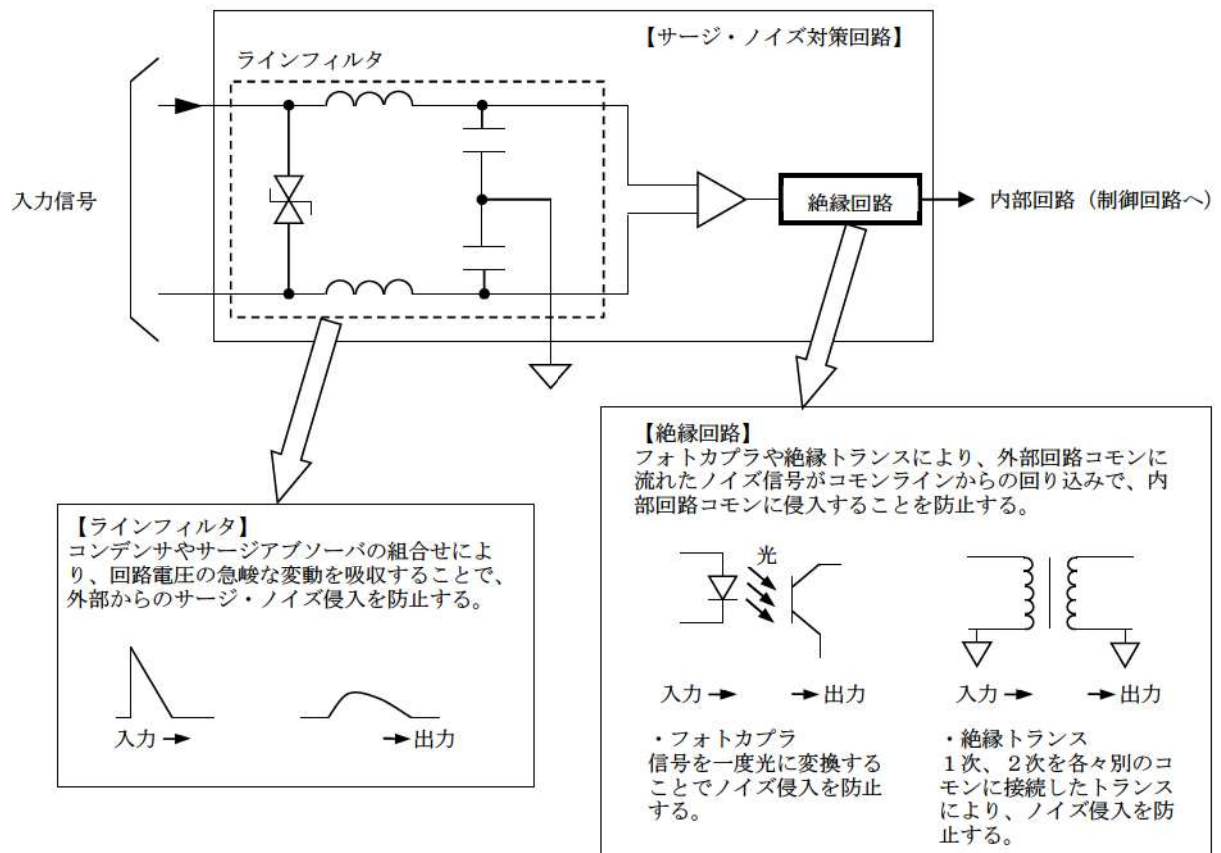 【サージ・ノイズ対策回路】
ラインフィルタ
入力信号
絶縁回路
内部回路（制御回路へ）
【ラインフィルタ】
コンデンサやサージアブソーバの組合せによ
り、回路電圧の急峻な変動を吸収することで、
外部からのサージ・ノイズ侵入を防止する。
入力
出力
【絶縁回路】
フォトカプラや絶縁トランスにより、外部回路コモンに
流れたノイズ信号がコモンラインからの回り込みで、内
部回路コモンに侵入することを防止する。
光
入力
出力
・フォトカプラ
信号を一度光に変換する
ことでノイズ侵入を防止
する。
入力
出力
・絶縁トランス
１次、２次を各々別のコ
モンに接続したトランス
により、ノイズ侵入を防
止する。